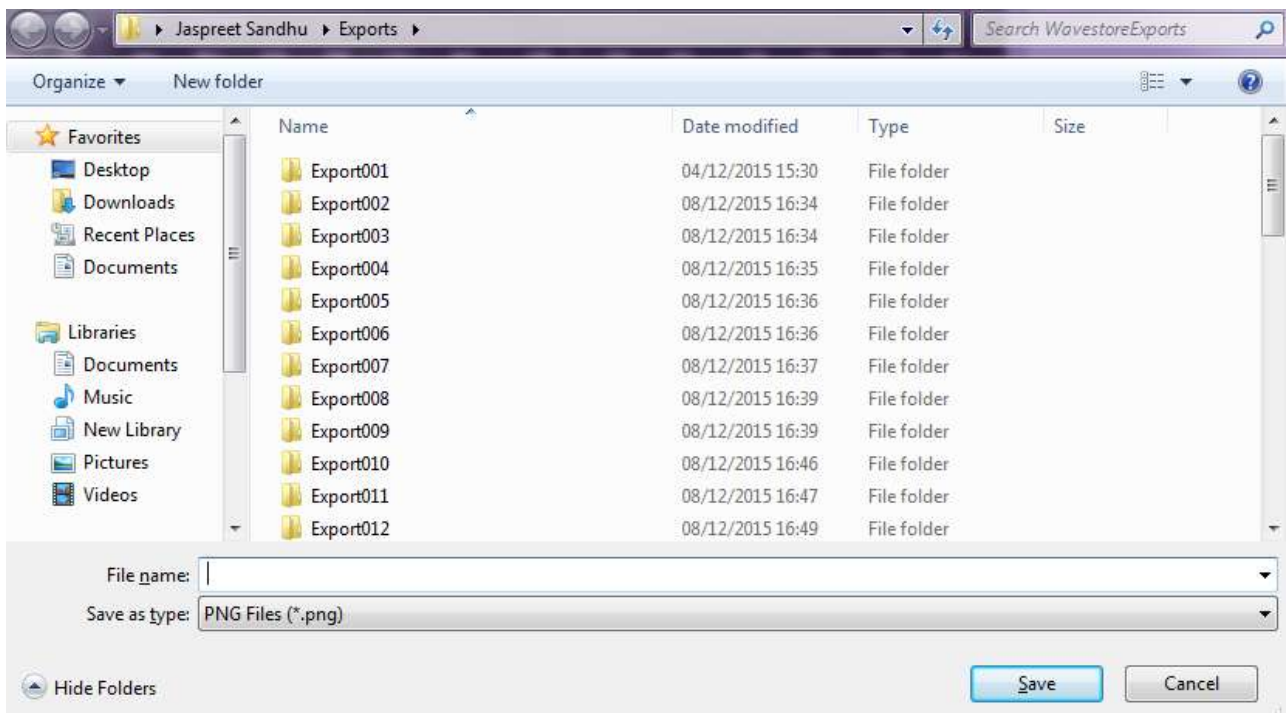 Jaspreet Sandhu Exports Search WavestoreExports
Organize New folder
Favorites
Desktop
Downloads
Recent Places
Documents
Libraries
Documents
Music
New Library
Pictures
Videos
Name Date modified Type Size
Export001 04/12/2015 15:30 File folder
Export002 08/12/2015 16:34 File folder
Export003 08/12/2015 16:34 File folder
Export004 08/12/2015 16:35 File folder
Export005 08/12/2015 16:36 File folder
Export006 08/12/2015 16:36 File folder
Export007 08/12/2015 16:37 File folder
Export008 08/12/2015 16:39 File folder
Export009 08/12/2015 16:39 File folder
Export010 08/12/2015 16:46 File folder
Export011 08/12/2015 16:47 File folder
Export012 08/12/2015 16:49 File folder
File name:
Save as type: PNG Files (*.png)
Hide Folders Save Cancel